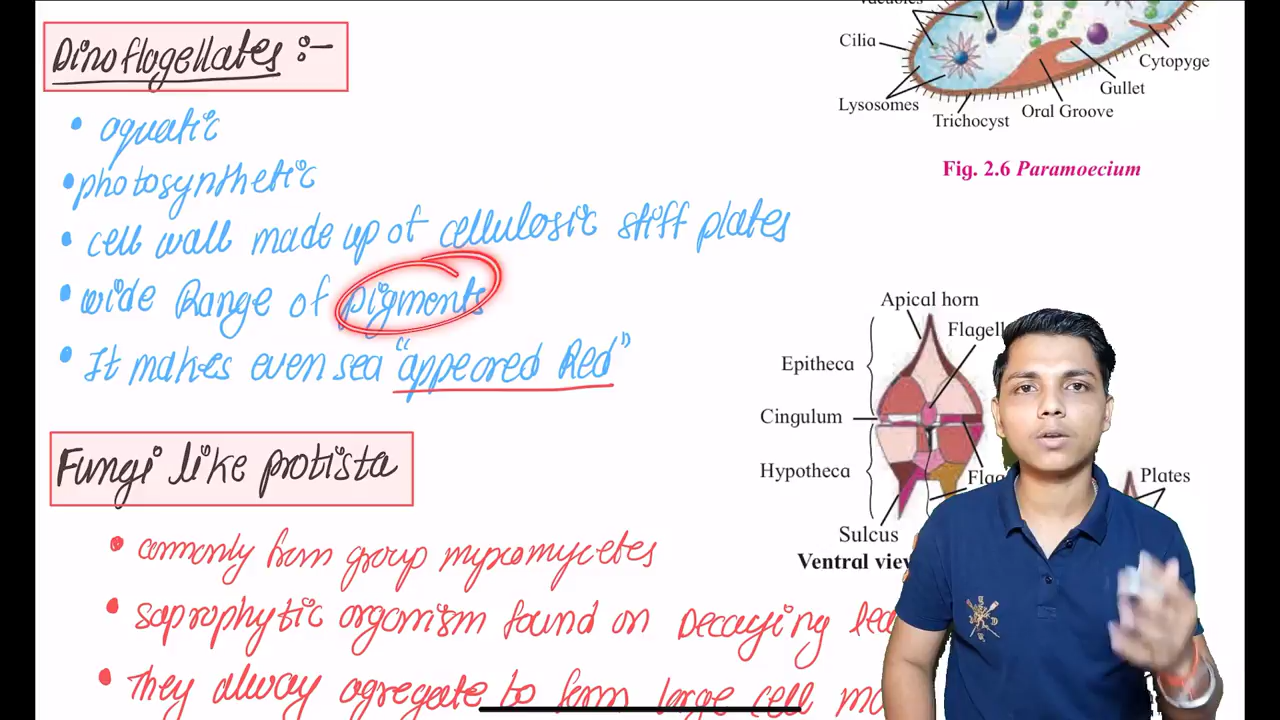 Dinoflagellates :-
• aquatic
• photosynthetic
• cell wall made up of cellulosic stiff plates
• wide Range of pigments
• It makes even sea "appeared Red"
Fungi like protista
• commonly from group myxomycetes
• saprophytic organism found on Decaying
• They alway agregate to form large cell
Cilia
Lysosomes
Trichocyst
Oral Groove
Gullet
Cytopyge
Fig. 2.6 Paramoecium
Apical horn
Epitheca
Cingulum
Hypotheca
Sulcus
Plates
Ventral